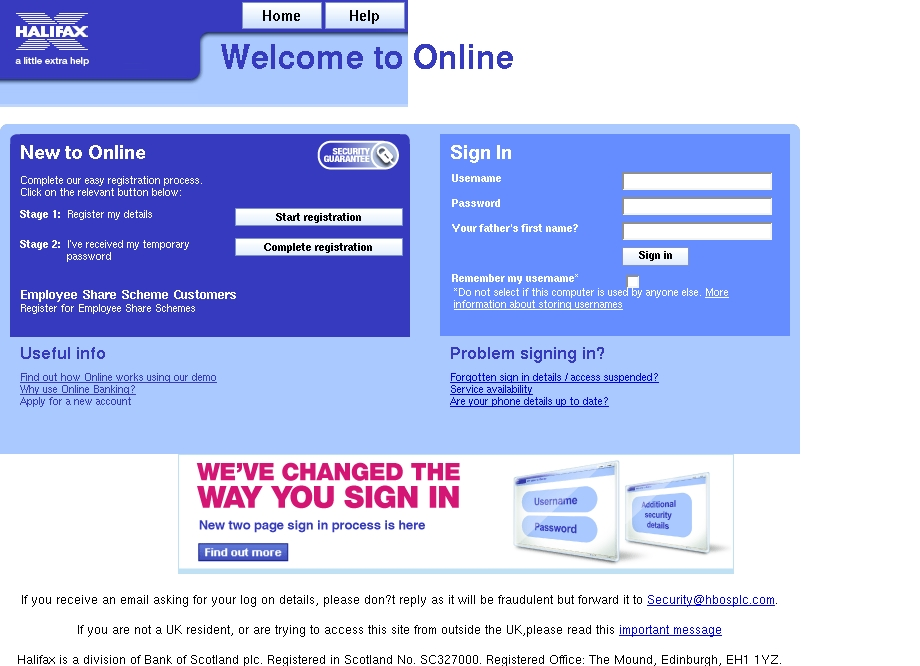 Home
Help
HALIFAX
a little extra help
Welcome to Online
New to Online
SECURITY
GUARANTEE
Complete our easy registration process.
Click on the relevant button below:
Stage 1: Register my details
Start registration
Stage 2: I've received my temporary
password
Complete registration
Employee Share Scheme Customers
Register for Employee Share Schemes
Sign In
Username
Password
Your father's first name?
Sign in
Remember my username*
*Do not select if this computer is used by anyone else. More
information about storing usernames
Useful info
Find out how Online works using our demo
Why use Online Banking?
Apply for a new account
Problem signing in?
Forgotten sign in details / access suspended?
Service availability
Are your phone details up to date?
WE'VE CHANGED THE
WAY YOU SIGN IN
New two page sign in process is here
Find out more
Username
Password
Additional
security
details
If you receive an email asking for your log on details, please don?t reply as it will be fraudulent but forward it to Security@hbosplc.com.
If you are not a UK resident, or are trying to access this site from outside the UK,please read this important message
Halifax is a division of Bank of Scotland plc. Registered in Scotland No. SC327000. Registered Office: The Mound, Edinburgh, EH1 1YZ.